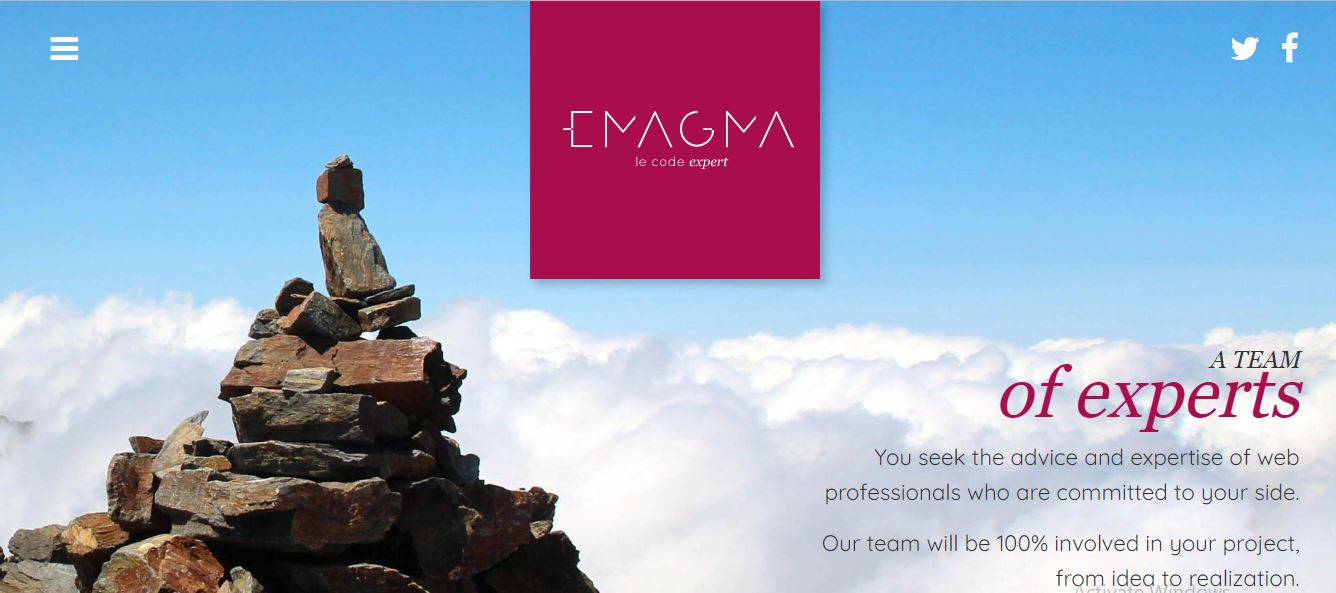 EMAGMA
le code expert
A TEAM
of experts
You seek the advice and expertise of web
professionals who are committed to your side.
Our team will be 100% involved in your project,
from idea to realization.
Activate Windows